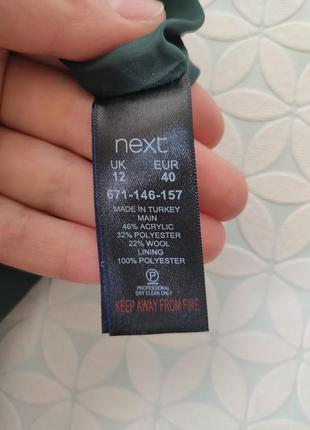 next
UK EUR
12 40
671-146-157
MADE IN TURKEY
MAIN
46% ACRYLIC
32% POLYESTER
22% WOOL
LINING
100% POLYESTER
P
PROFESSIONAL
DRY CLEAN ONLY
KEEP AWAY FROM FIRE